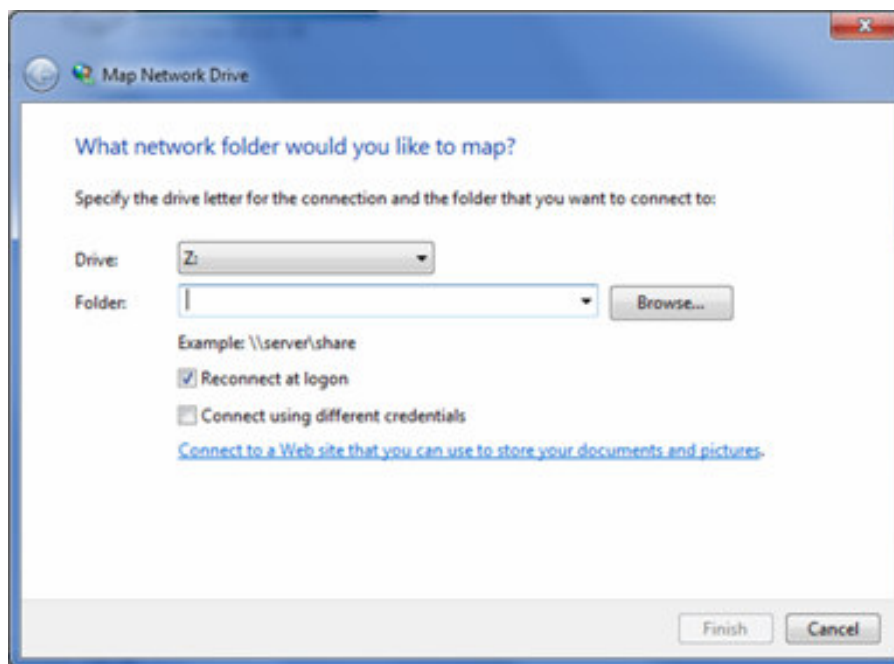 Map Network Drive
What network folder would you like to map?
Specify the drive letter for the connection and the folder that you want to connect to:
Drive: Z:
Folder: Browse...
Example: \\server\share
Reconnect at logon
Connect using different credentials
Connect to a Web site that you can use to store your documents and pictures.
Finish Cancel